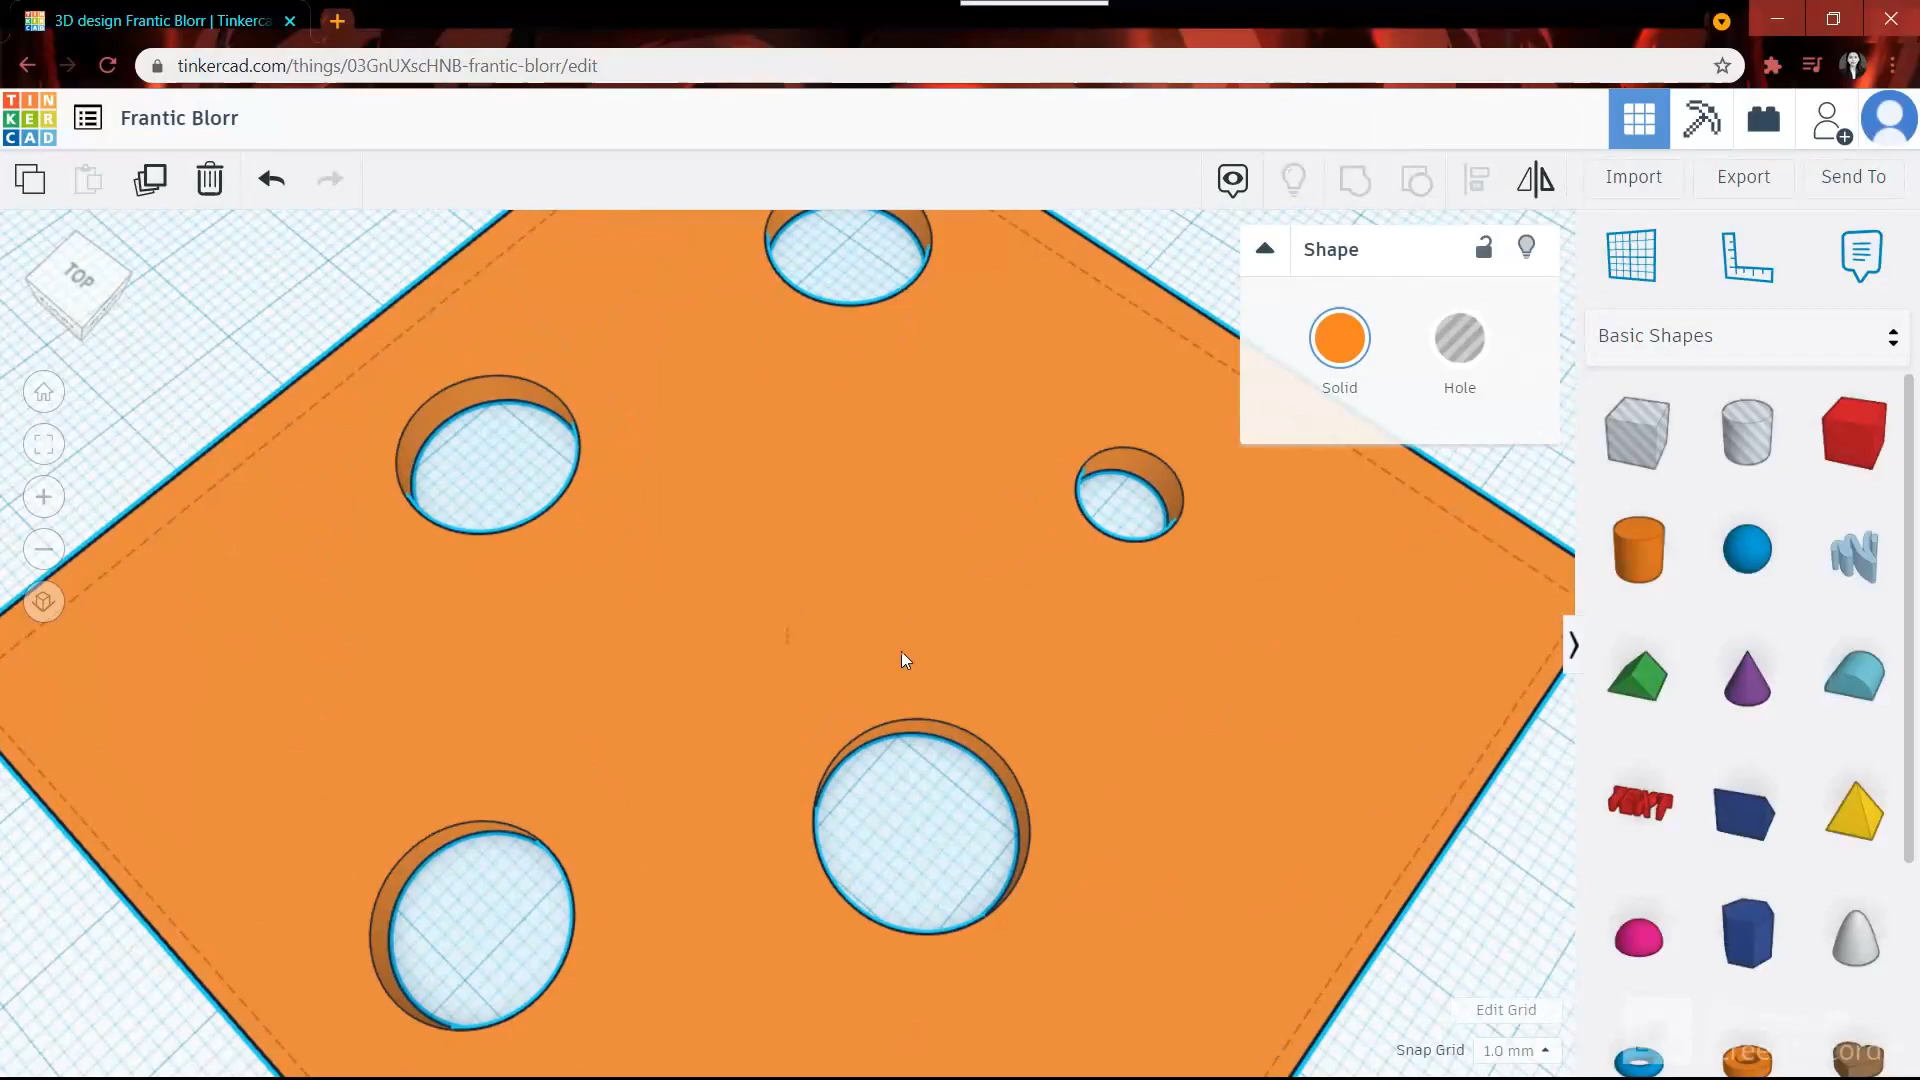 3D design Frantic Blorr | Tinkerca
tinkercad.com/things/03GnUXscHNB-frantic-blorr/edit
TIN
KER
CAD
Frantic Blorr
Import
Export
Send To
TOP
Shape
Solid
Hole
Basic Shapes
TEXT
Edit Grid
Snap Grid
1.0 mm